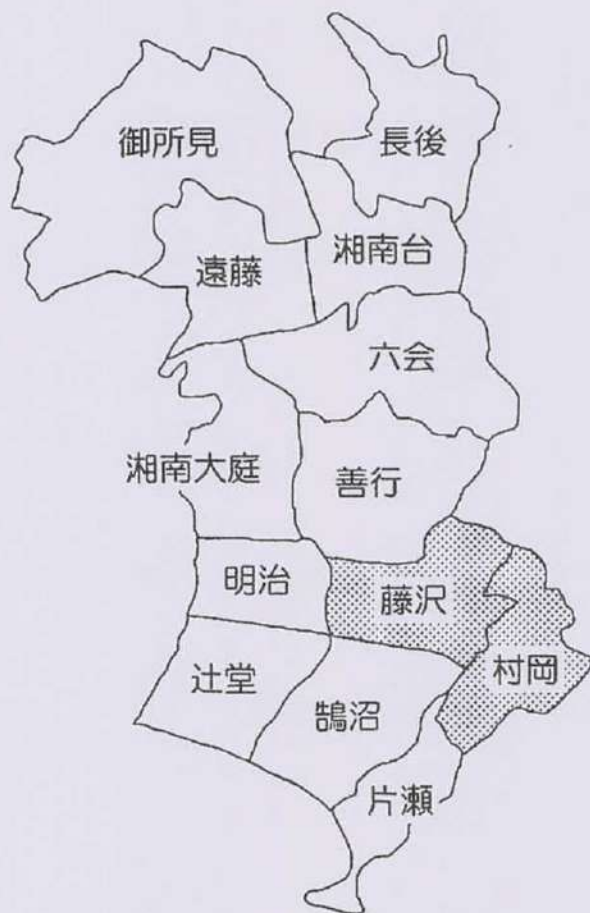 御所見
長後
遠藤
湘南台
六会
湘南大庭
善行
明治
藤沢
村岡
辻堂
鵠沼
片瀬